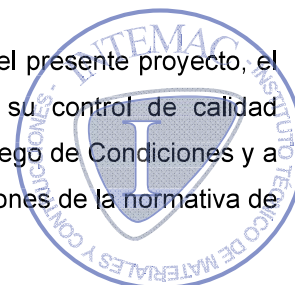 el presente proyecto, el
su control de calidad
ego de Condiciones y a
ones de la normativa de
INTEMAC
INSTITUTO TÉCNICO DE MATERIALES Y CONSTRUCCIONES
I